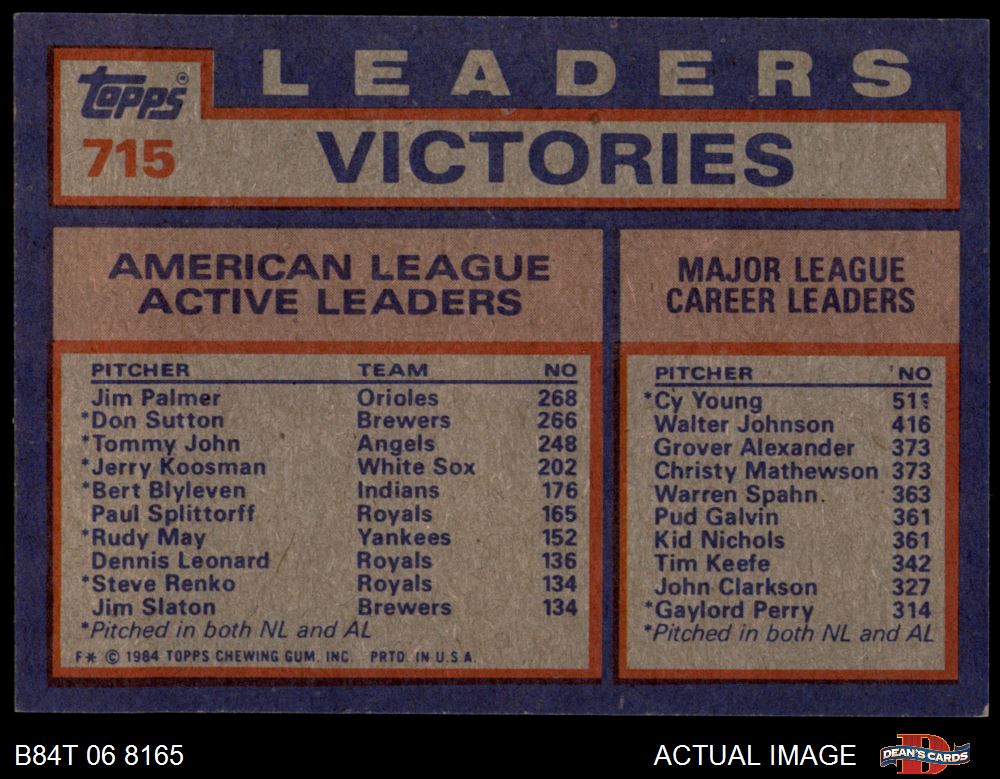 topps®
LEADERS
715
VICTORIES
AMERICAN LEAGUE
ACTIVE LEADERS
PITCHER TEAM NO
Jim Palmer Orioles 268
*Don Sutton Brewers 266
*Tommy John Angels 248
*Jerry Koosman White Sox 202
*Bert Blyleven Indians 176
Paul Splittorff Royals 165
*Rudy May Yankees 152
Dennis Leonard Royals 136
*Steve Renko Royals 134
Jim Slaton Brewers 134
*Pitched in both NL and AL
F* © 1984 TOPPS CHEWING GUM, INC. PRTD. IN U.S.A.
MAJOR LEAGUE
CAREER LEADERS
PITCHER NO
*Cy Young
Walter Johnson 416
Grover Alexander 373
Christy Mathewson 373
Warren Spahn 363
Pud Galvin 361
Kid Nichols 361
Tim Keefe 342
John Clarkson 327
*Gaylord Perry 314
*Pitched in both NL and AL
B84T 06 8165
ACTUAL IMAGE
DEAN'S CARDS